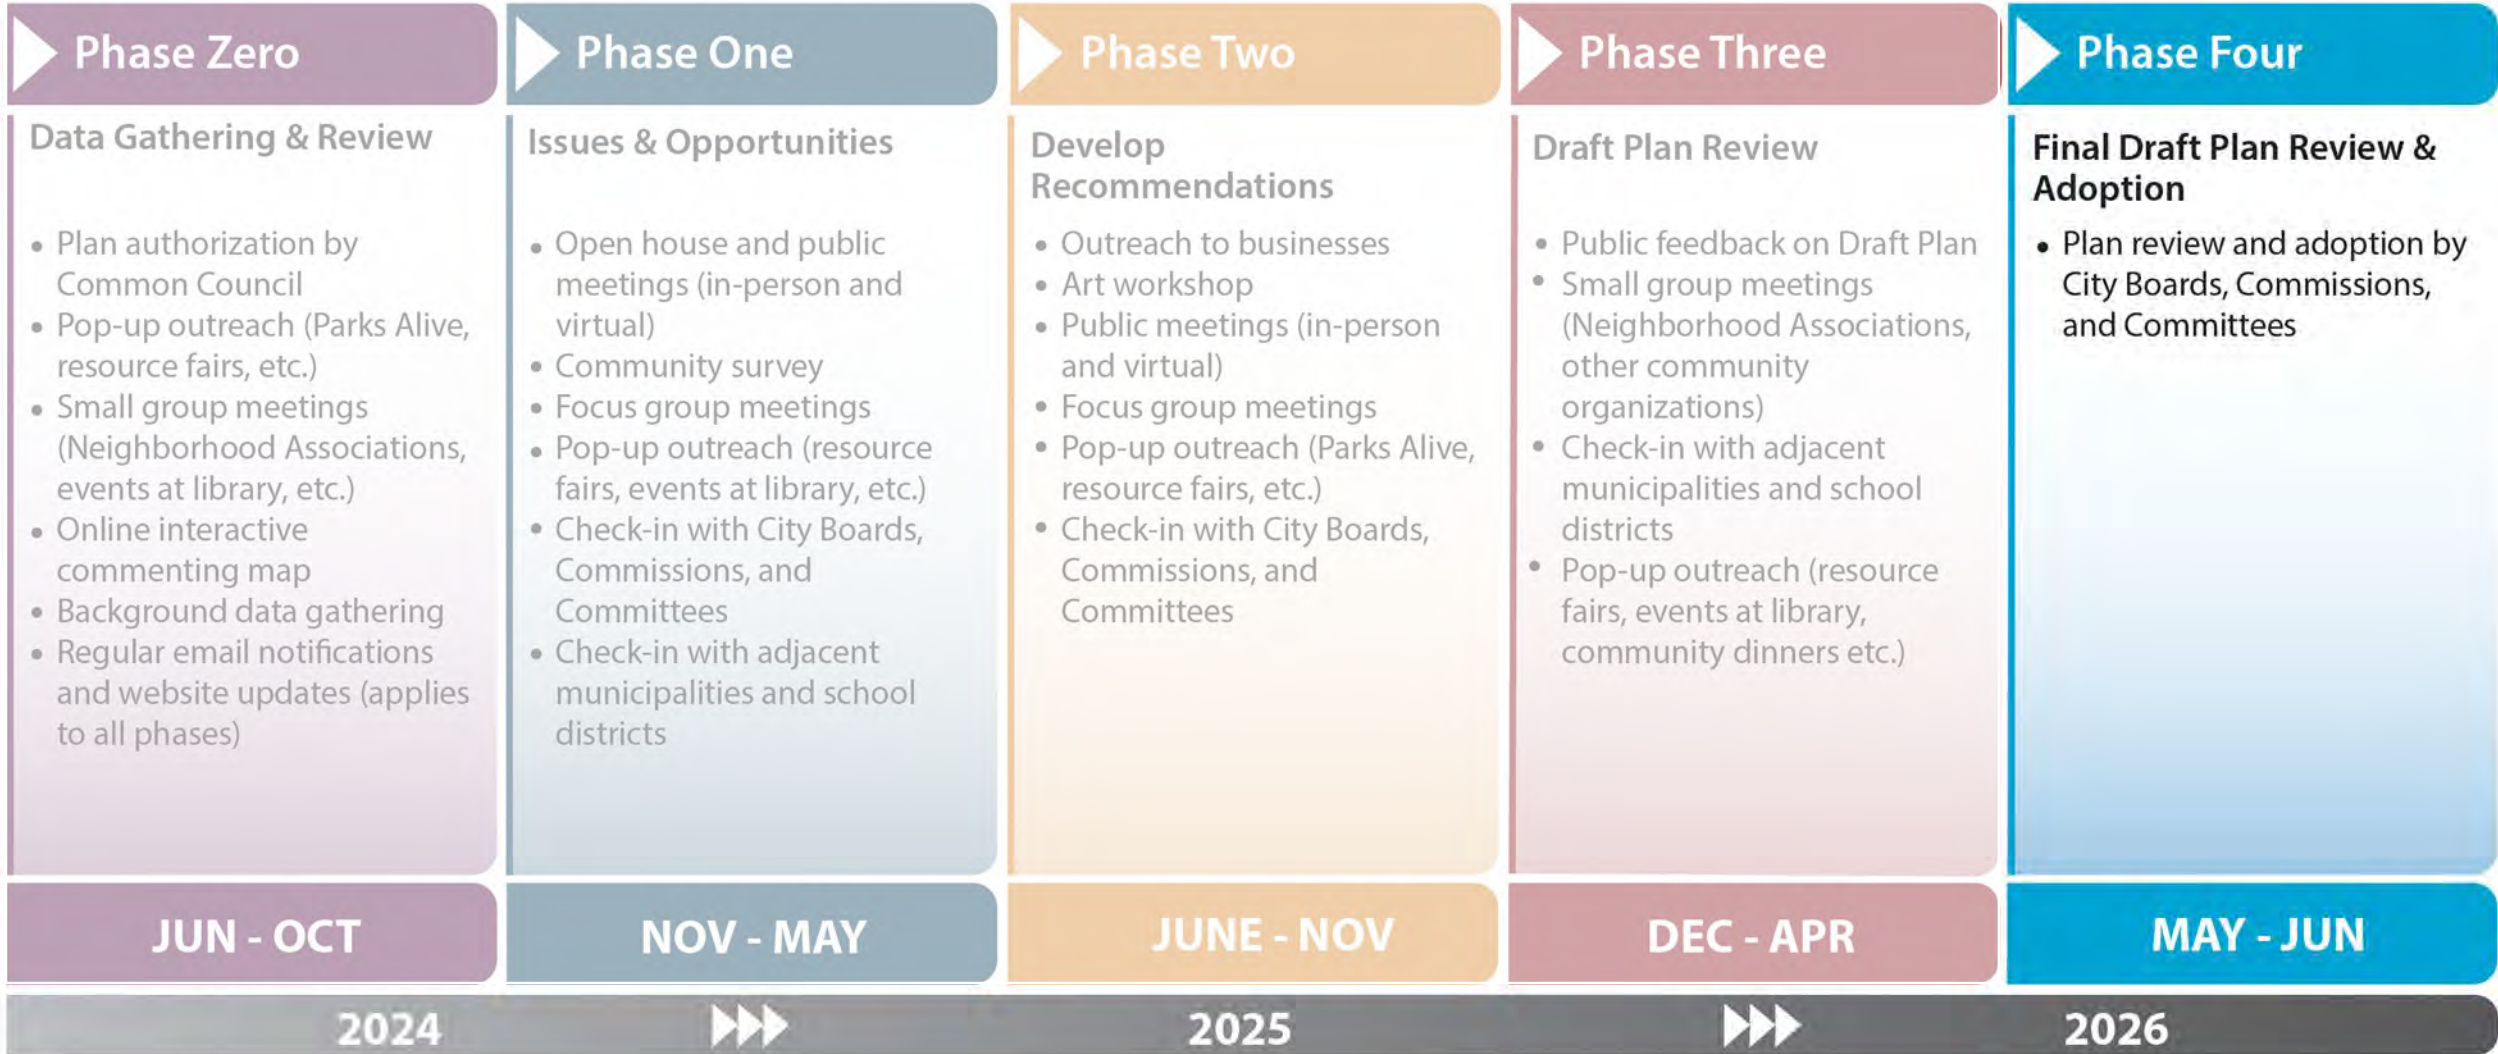 Phase Zero
Data Gathering & Review
• Plan authorization by
Common Council
• Pop-up outreach (Parks Alive,
resource fairs, etc.)
• Small group meetings
(Neighborhood Associations,
events at library, etc.)
• Online interactive
commenting map
• Background data gathering
• Regular email notifications
and website updates (applies
to all phases)
JUN - OCT
Phase One
Issues & Opportunities
• Open house and public
meetings (in-person and
virtual)
• Community survey
• Focus group meetings
• Pop-up outreach (resource
fairs, events at library, etc.)
• Check-in with City Boards,
Commissions, and
Committees
• Check-in with adjacent
municipalities and school
districts
NOV - MAY
Phase Two
Develop
Recommendations
• Outreach to businesses
• Art workshop
• Public meetings (in-person
and virtual)
• Focus group meetings
• Pop-up outreach (Parks Alive,
resource fairs, etc.)
• Check-in with City Boards,
Commissions, and
Committees
JUNE - NOV
Phase Three
Draft Plan Review
• Public feedback on Draft Plan
• Small group meetings
(Neighborhood Associations,
other community
organizations)
• Check-in with adjacent
municipalities and school
districts
• Pop-up outreach (resource
fairs, events at library,
community dinners etc.)
DEC - APR
Phase Four
Final Draft Plan Review &
Adoption
• Plan review and adoption by
City Boards, Commissions,
and Committees
MAY - JUN
2024
2025
2026